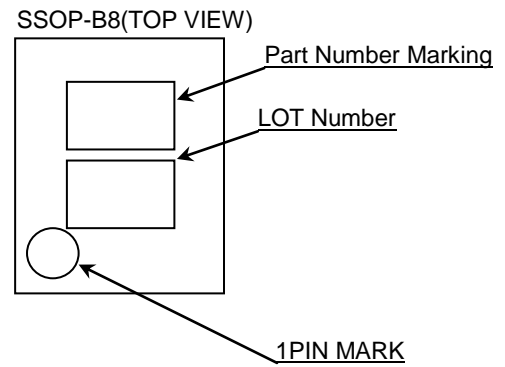 SSOP-B8(TOP VIEW)
Part Number Marking
LOT Number
1PIN MARK